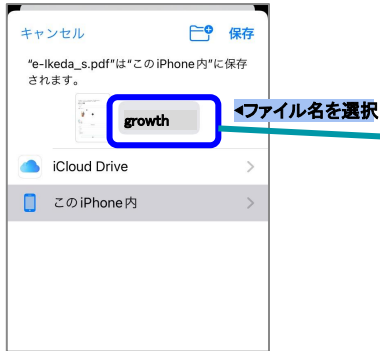 キャンセル 保存
“e-Ikeda_s.pdf”は“このiPhone内”に保存
されます。
growth
◀ファイル名を選択
iCloud Drive
このiPhone内